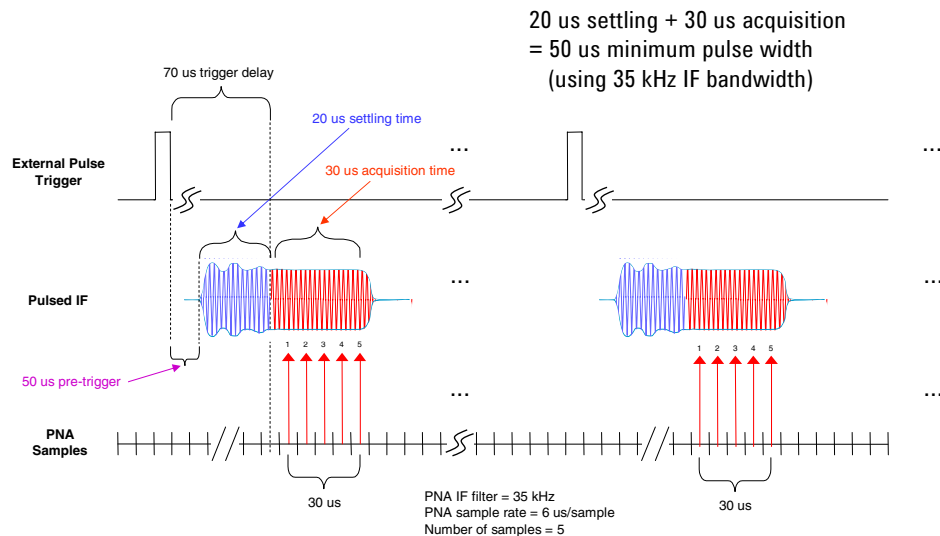 20 us settling + 30 us acquisition
= 50 us minimum pulse width
(using 35 kHz IF bandwidth)
70 us trigger delay
20 us settling time
30 us acquisition time
External Pulse
Trigger
...
...
...
Pulsed IF
...
...
1 2 3 4 5
1 2 3 4 5
50 us pre-trigger
...
...
PNA
Samples
30 us
30 us
PNA IF filter = 35 kHz
PNA sample rate = 6 us/sample
Number of samples = 5